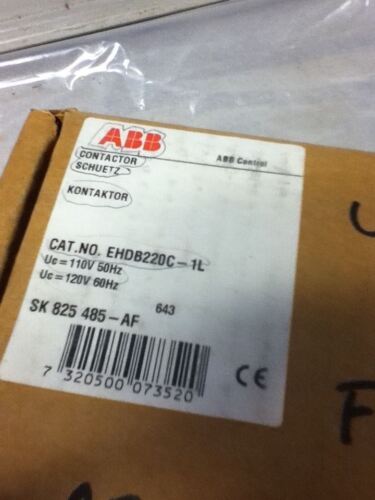 ABB
ABB Control
CONTACTOR
SCHUETZ
KONTAKTOR
CAT.NO. EHDB220C-1L
Uc=110V 50Hz
Uc=120V 60Hz
643
SK 825 485-AF
7 320500 073520
CE
U
F